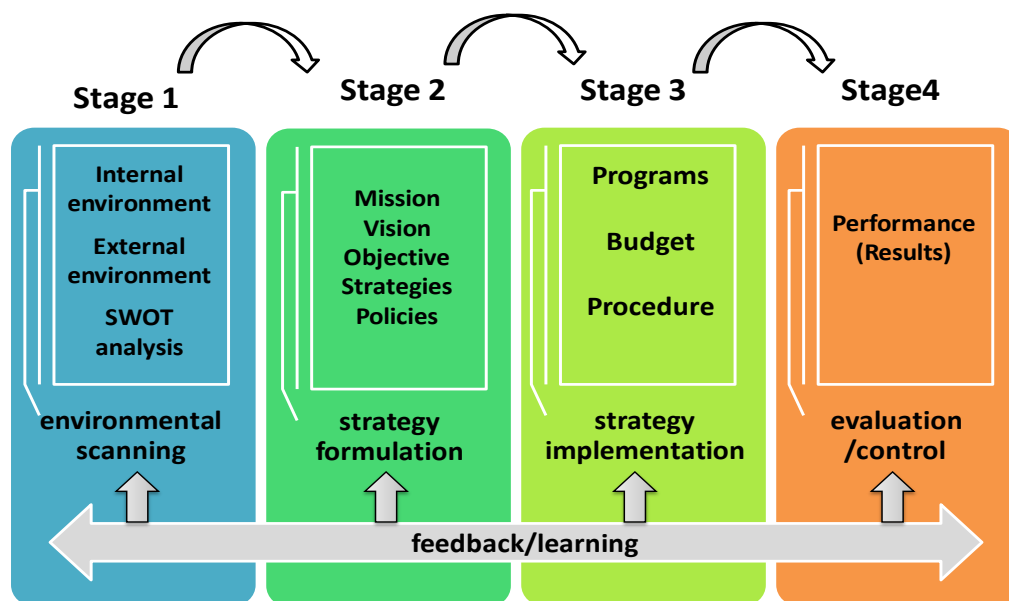 Stage 1
Stage 2
Stage 3
Stage4
Internal
environment
External
environment
SWOT
analysis
environmental
scanning
Mission
Vision
Objective
Strategies
Policies
strategy
formulation
Programs
Budget
Procedure
strategy
implementation
Performance
(Results)
evaluation
/control
feedback/learning